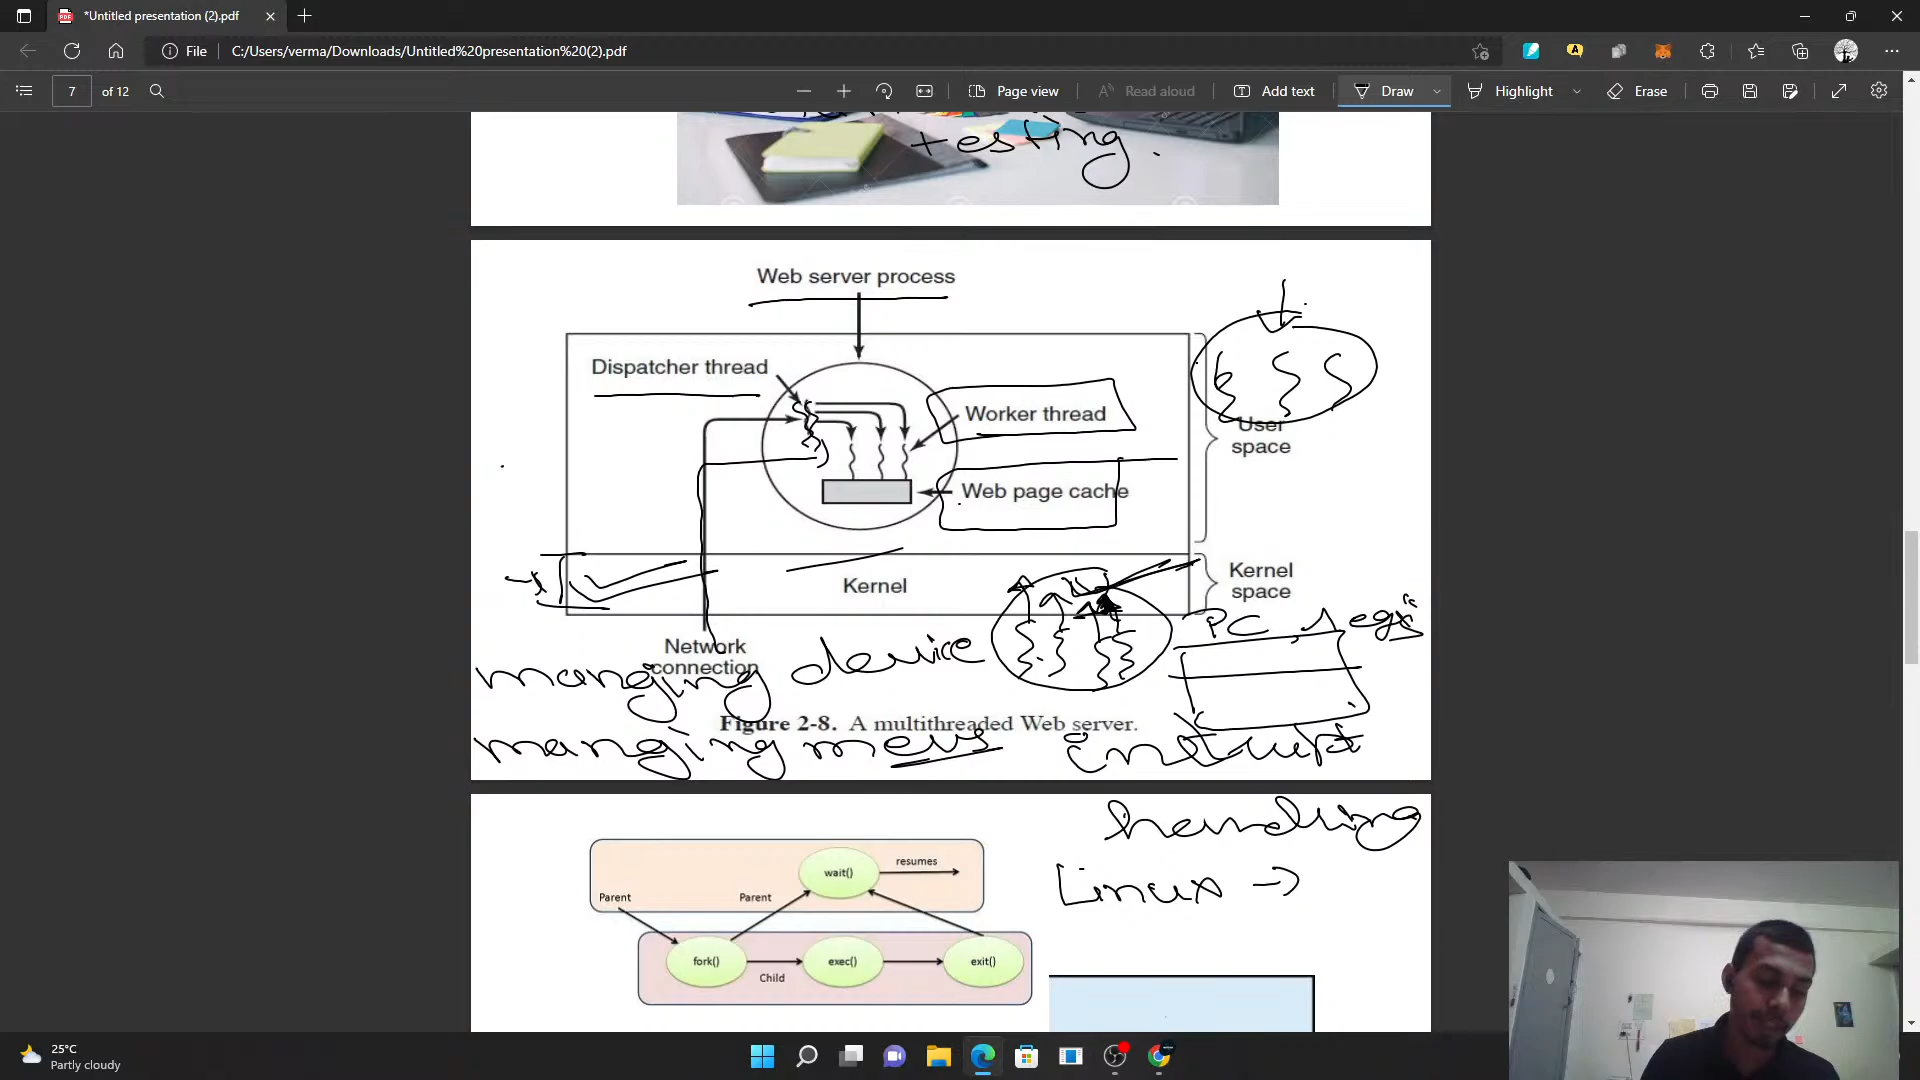 *Untitled presentation (2).pdf
File
C:/Users/verma/Downloads/Untitled%20presentation%20(2).pdf
7
of 12
Page view
Read aloud
Add text
Draw
Highlight
Erase
testing.
Web server process
Dispatcher thread
Worker thread
User
space
Web page cache
Kernel
Kernel
space
Network
connection
PC
manging device
Figure 2-8. A multithreaded Web server.
manging
handling
Linux →
wait()
resumes
Parent
Parent
fork()
exec()
exit()
Child
25°C
Partly cloudy